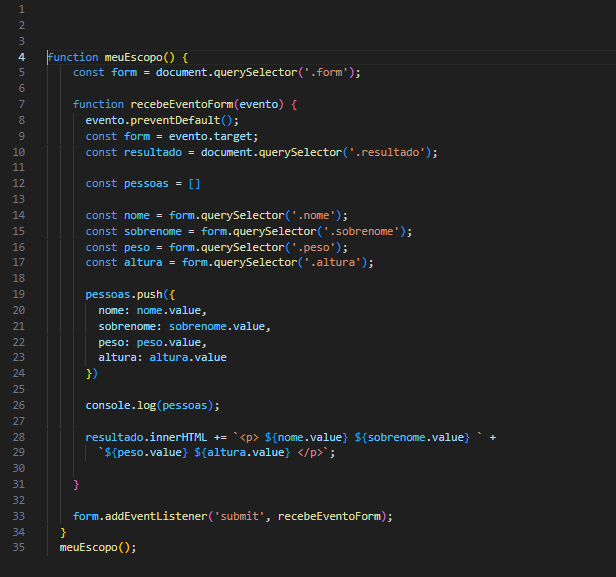 1
2
3
4 function meuEscopo() {
5 const form = document.querySelector('.form');
6
7 function recebeEventoForm(evento) {
8 evento.preventDefault();
9 const form = evento.target;
10 const resultado = document.querySelector('.resultado');
11
12 const pessoas = []
13
14 const nome = form.querySelector('.nome');
15 const sobrenome = form.querySelector('.sobrenome');
16 const peso = form.querySelector('.peso');
17 const altura = form.querySelector('.altura');
18
19 pessoas.push({
20 nome: nome.value,
21 sobrenome: sobrenome.value,
22 peso: peso.value,
23 altura: altura.value
24 })
25
26 console.log(pessoas);
27
28 resultado.innerHTML += `<p> ${nome.value} ${sobrenome.value} ` +
29 `${peso.value} ${altura.value} </p>`;
30
31 }
32
33 form.addEventListener('submit', recebeEventoForm);
34 }
35 meuEscopo();